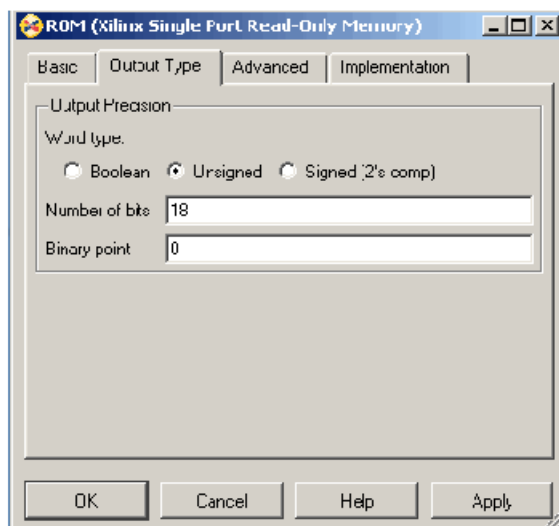 ROM (Xilinx Single Port Read-Only Memory)
Basic Output Type Advanced Implementation
Output Precision
Word type:
Boolean Unsigned Signed (2's comp)
Number of bits 18
Binary point 0
OK Cancel Help Apply